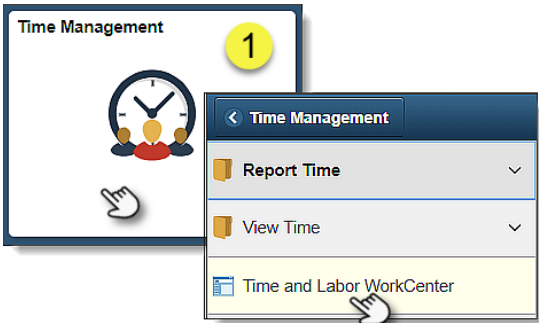 Time Management
1
Time Management
Report Time
View Time
Time and Labor WorkCenter